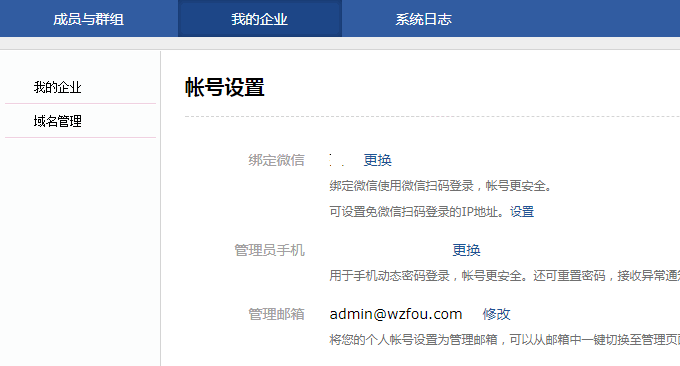 成员与群组 我的企业 系统日志
我的企业
域名管理
帐号设置
绑定微信 更换
绑定微信使用微信扫码登录，帐号更安全。
可设置免微信扫码登录的IP地址。设置
管理员手机 更换
用于手机动态密码登录，帐号更安全。还可重置密码，接收异常通
管理邮箱 admin@wzfou.com 修改
将您的个人帐号设置为管理邮箱，可以从邮箱中一键切换至管理页